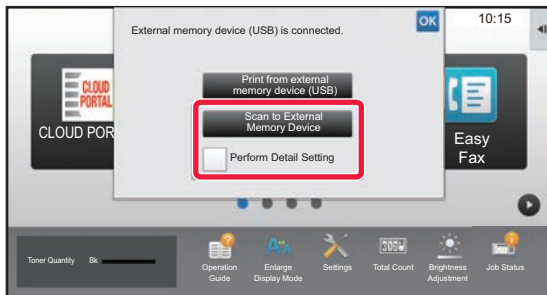 External memory device (USB) is connected.
OK
10:15
Print from external
memory device (USB)
Scan to External
Memory Device
Perform Detail Setting
CLOUD
PORTAL
CLOUD POR
Easy
Fax
Toner Quantity
Bk
Operation
Guide
Enlarge
Display Mode
Settings
Total Count
Brightness
Adjustment
Job Status